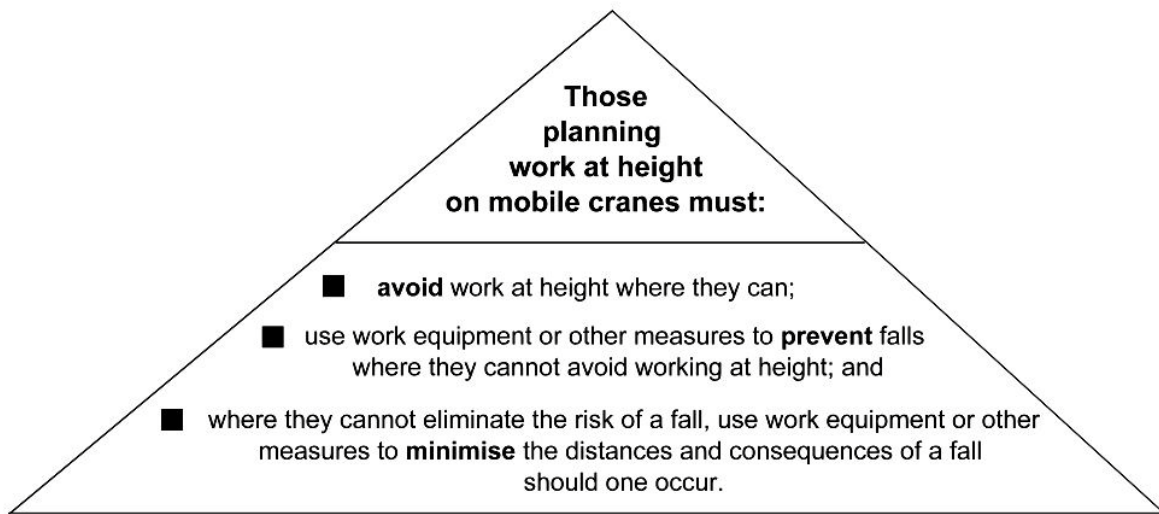 Those
planning
work at height
on mobile cranes must:
■ avoid work at height where they can;
■ use work equipment or other measures to prevent falls
where they cannot avoid working at height; and
■ where they cannot eliminate the risk of a fall, use work equipment or other
measures to minimise the distances and consequences of a fall
should one occur.